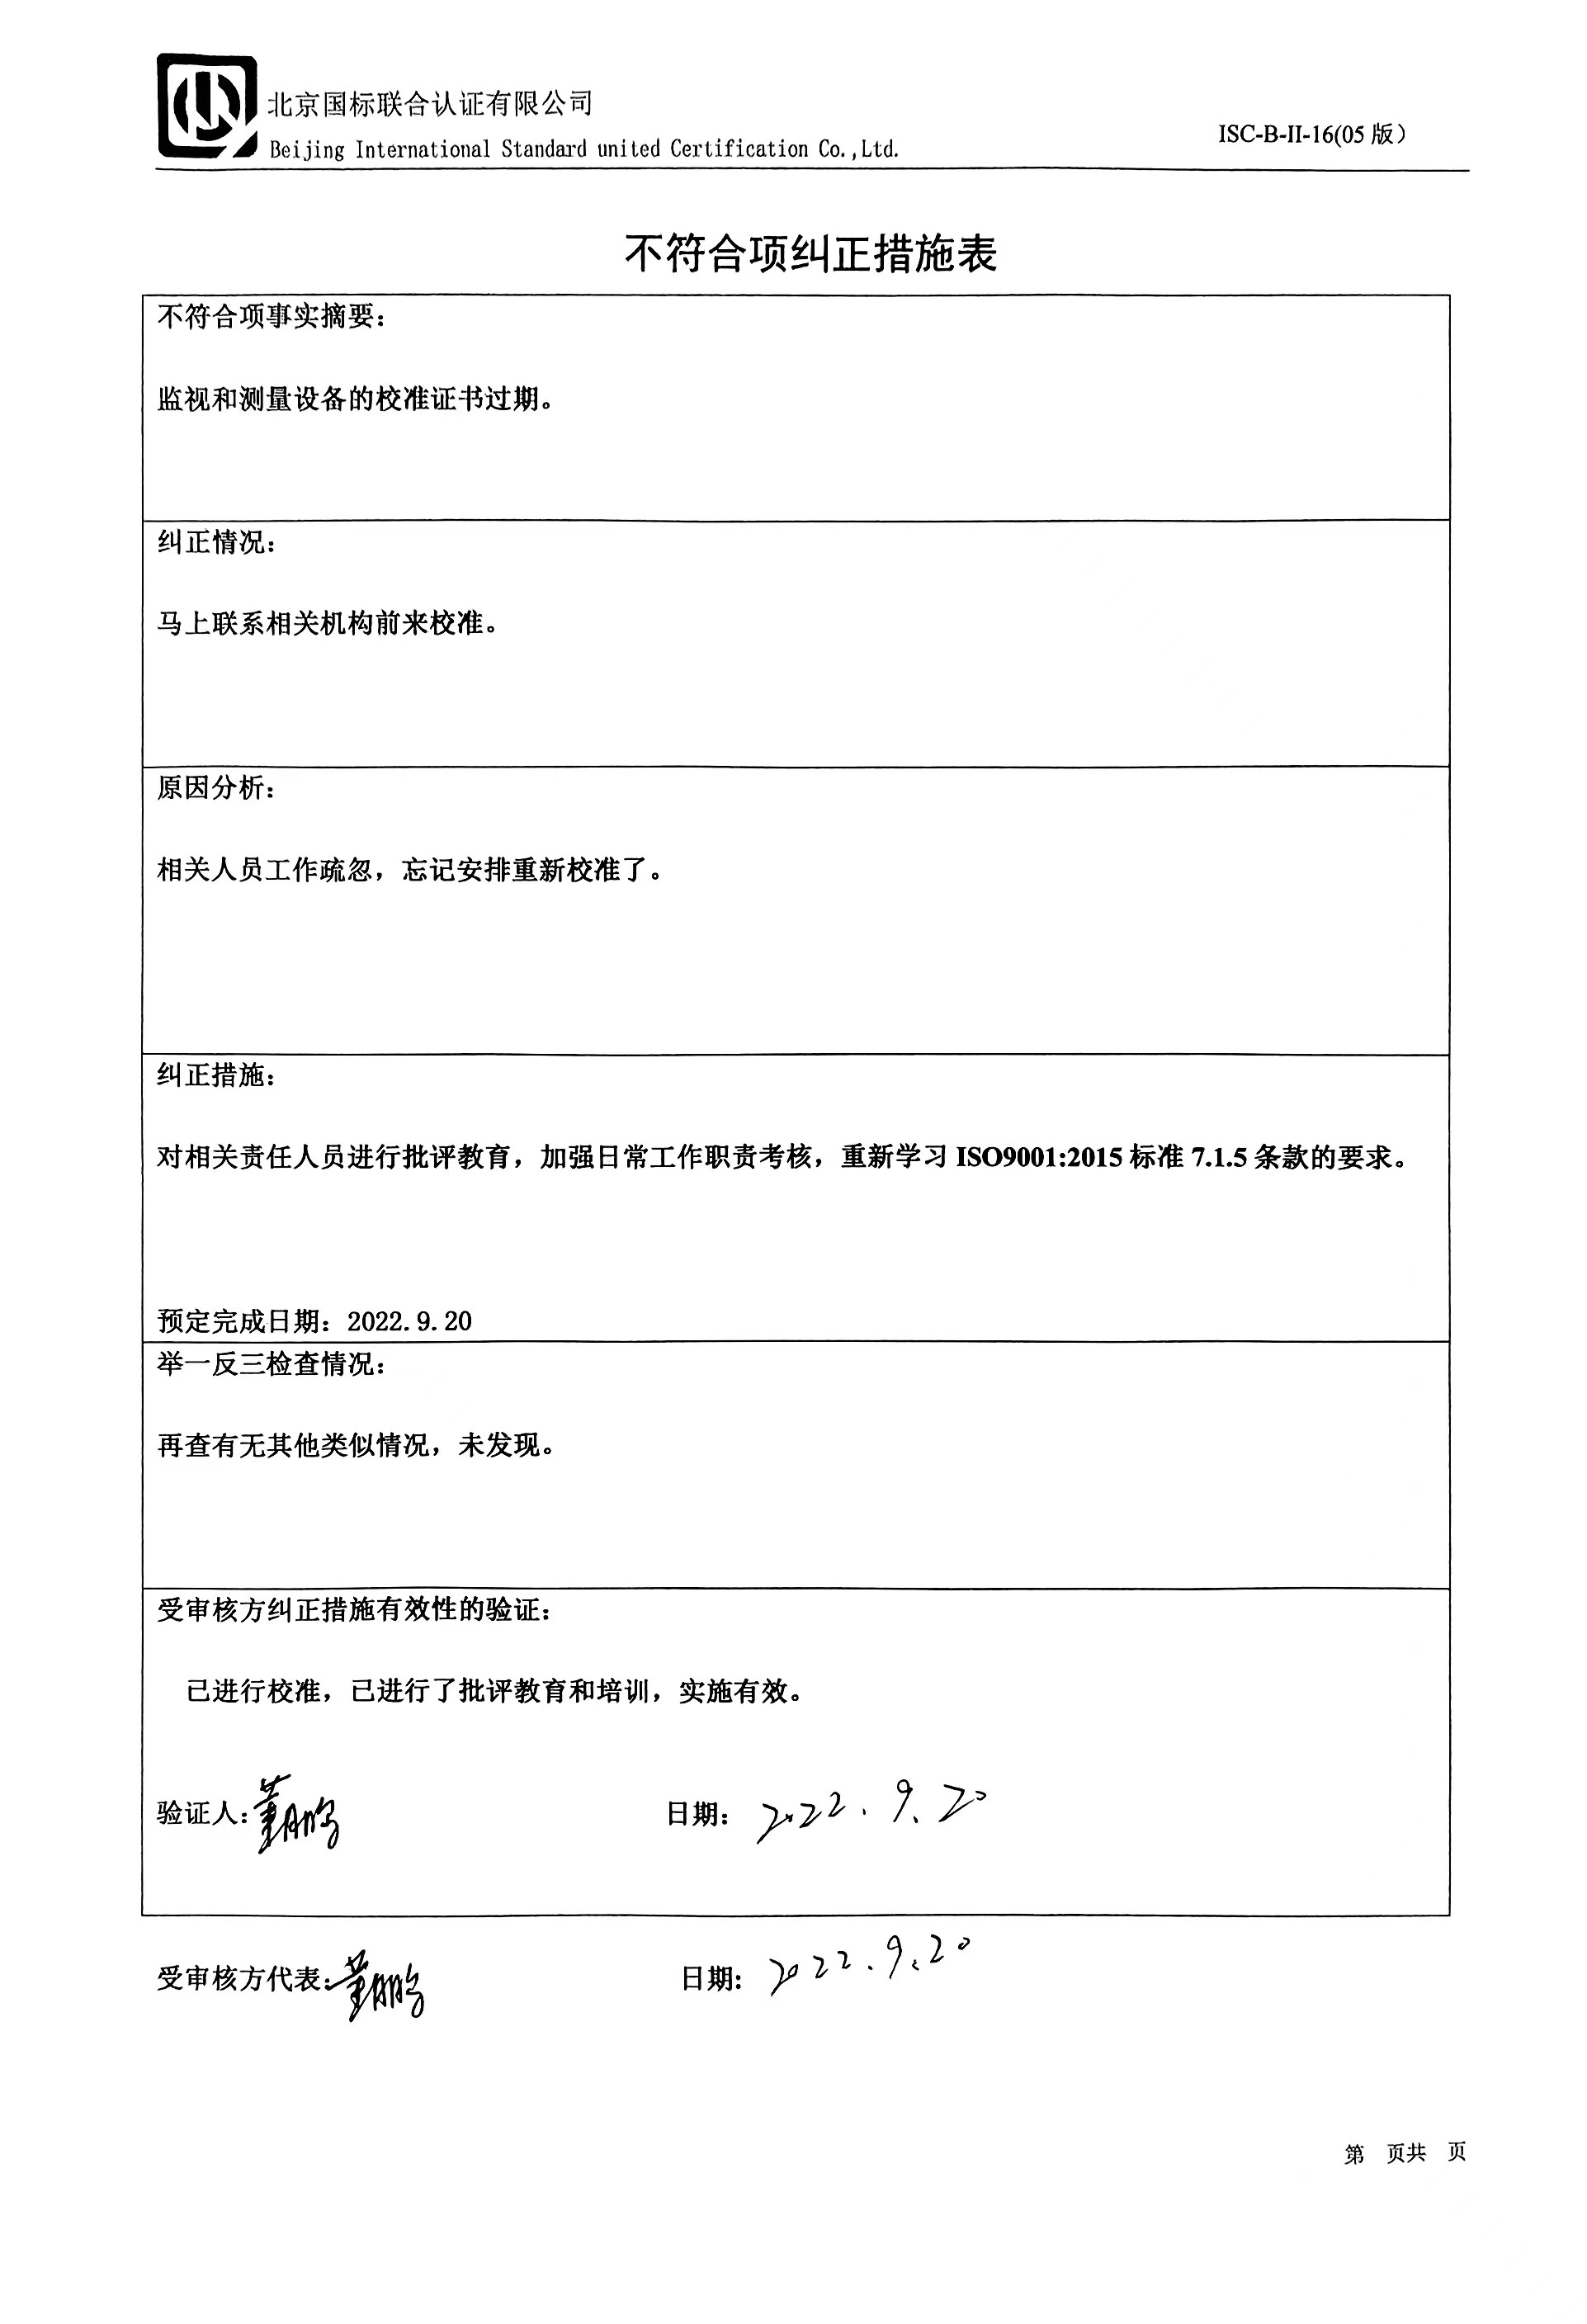 北京国标联合认证有限公司
Beijing International Standard united Certification Co.,Ltd.
ISC-B-II-16(05 版)
不符合项纠正措施表
不符合项事实摘要:
监视和测量设备的校准证书过期。
纠正情况:
马上联系相关机构前来校准。
原因分析:
相关人员工作疏忽，忘记安排重新校准了。
纠正措施:
对相关责任人员进行批评教育，加强日常工作职责考核，重新学习 ISO9001:2015 标准 7.1.5 条款的要求。
预定完成日期: 2022.9.20
举一反三检查情况:
再查有无其他类似情况，未发现。
受审核方纠正措施有效性的验证:
已进行校准，已进行了批评教育和培训，实施有效。
验证人: 董鹏 日期: 2022.9.20
受审核方代表: 董鹏 日期: 2022.9.20
第 页共 页